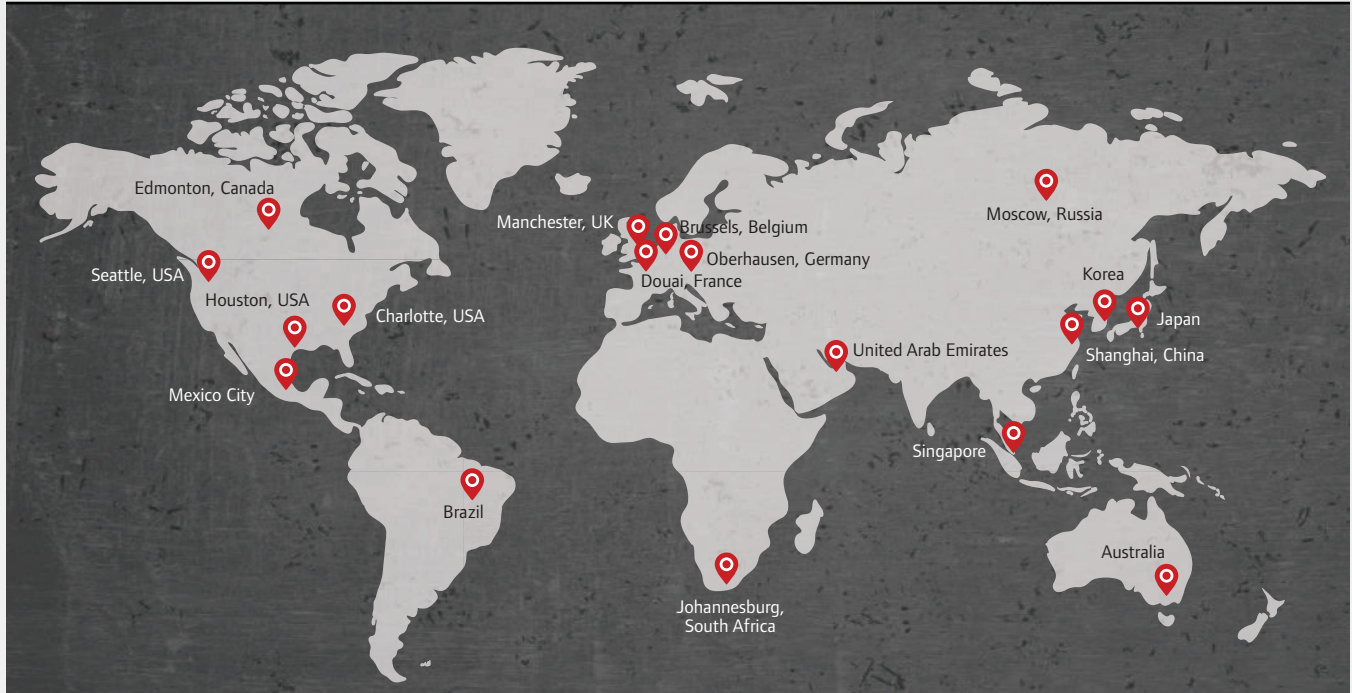 Edmonton, Canada
Moscow, Russia
Manchester, UK
Brussels, Belgium
Oberhausen, Germany
Douai, France
Seattle, USA
Korea
Houston, USA
Charlotte, USA
Japan
United Arab Emirates
Shanghai, China
Mexico City
Singapore
Brazil
Australia
Johannesburg,
South Africa